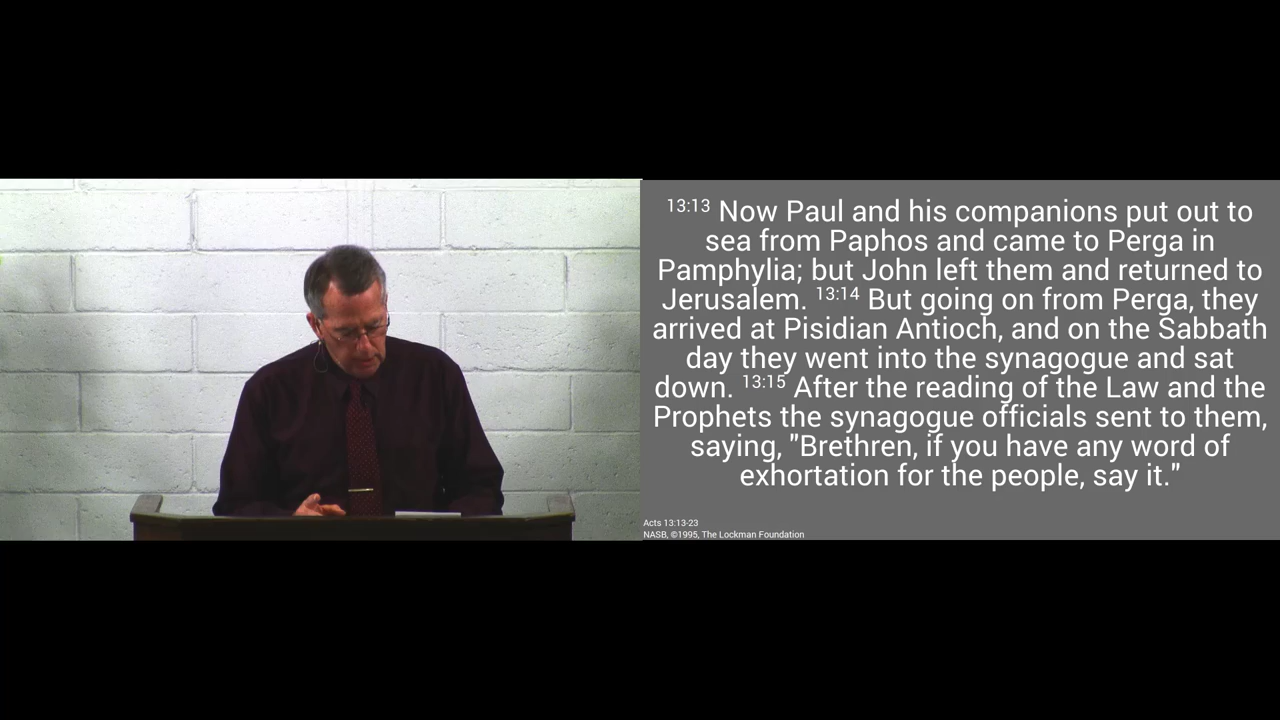 13:13 Now Paul and his companions put out to
sea from Paphos and came to Perga in
Pamphylia; but John left them and returned to
Jerusalem. 13:14 But going on from Perga, they
arrived at Pisidian Antioch, and on the Sabbath
day they went into the synagogue and sat
down. 13:15 After the reading of the Law and the
Prophets the synagogue officials sent to them,
saying, "Brethren, if you have any word of
exhortation for the people, say it."
Acts 13:13-23
NASB, ©1995, The Lockman Foundation